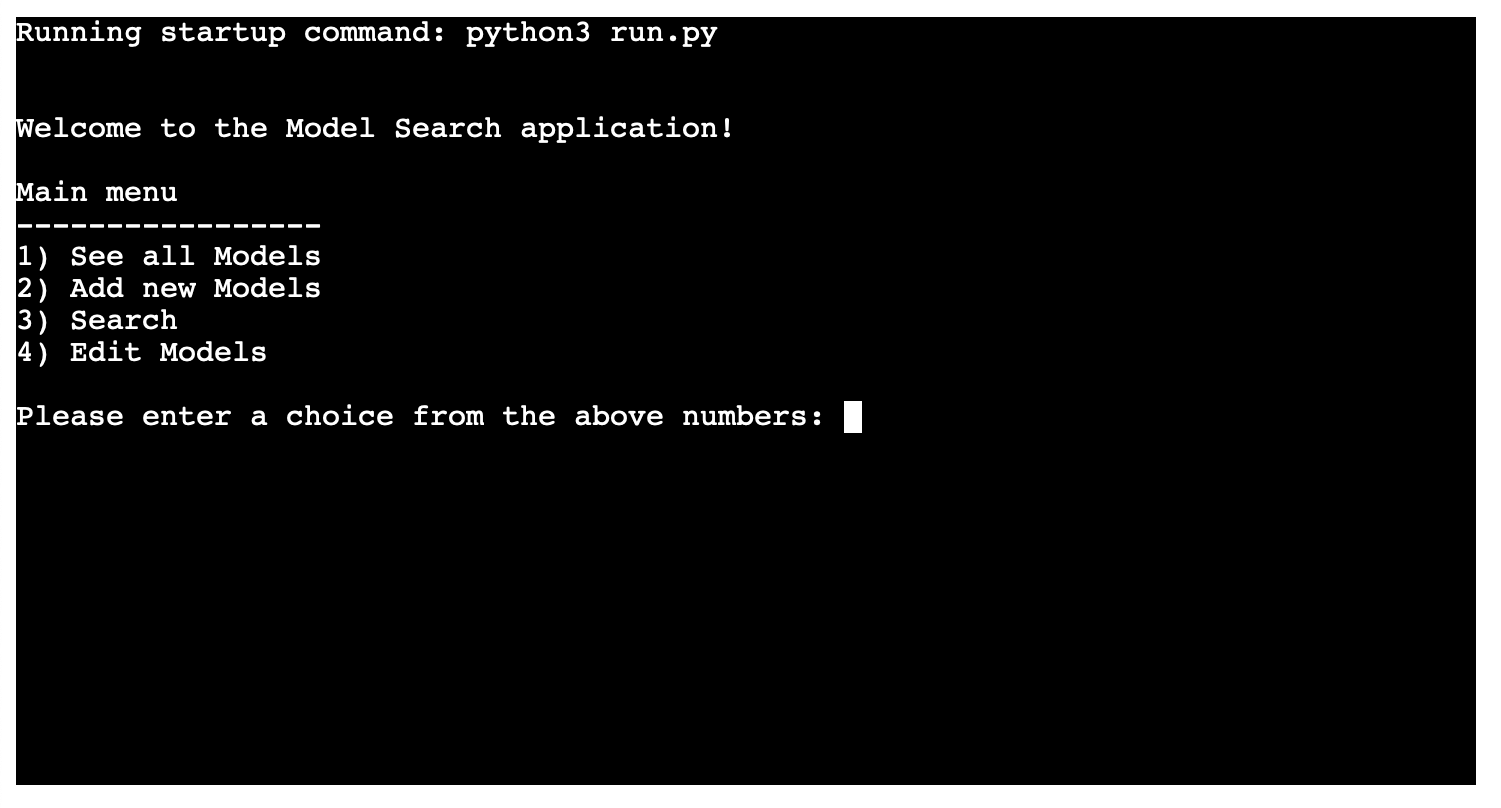 Running startup command: python3 run.py
Welcome to the Model Search application!
Main menu
-----------------
1) See all Models
2) Add new Models
3) Search
4) Edit Models
Please enter a choice from the above numbers: